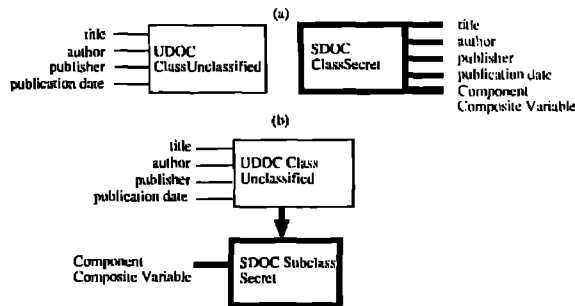 (a)
title
author
publisher
publication date
UDOC
ClassUnclassified
SDOC
ClassSecret
title
author
publisher
publication date
Component
Composite Variable
(b)
title
author
publisher
publication date
UDOC Class
Unclassified
Component
Composite Variable
SDOC Subclass
Secret